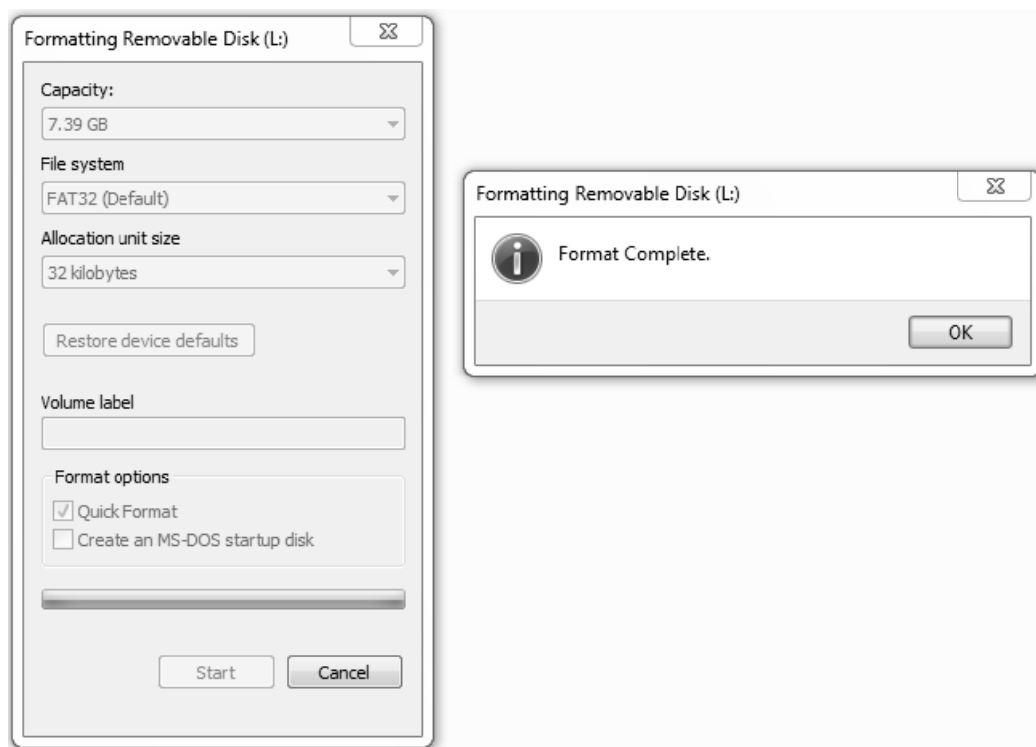 Formatting Removable Disk (L:)
Capacity:
7.39 GB
File system
FAT32 (Default)
Allocation unit size
32 kilobytes
Restore device defaults
Volume label
Format options
Quick Format
Create an MS-DOS startup disk
Start
Cancel
Formatting Removable Disk (L:)
Format Complete.
OK